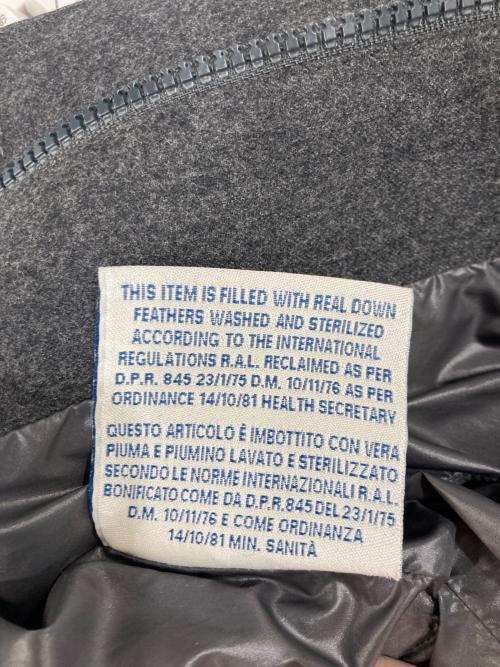 THIS ITEM IS FILLED WITH REAL DOWN
FEATHERS WASHED AND STERILIZED
ACCORDING TO THE INTERNATIONAL
REGULATIONS R.A.L. RECLAIMED AS PER
D.P.R. 845 23/1/75 D.M. 10/11/76 AS PER
ORDINANCE 14/10/81 HEALTH SECRETARY
QUESTO ARTICOLO È IMBOTTITO CON VERA
PIUMA E PIUMINO LAVATO E STERILIZZATO
SECONDO LE NORME INTERNAZIONALI R.A.L.
BONIFICATO COME DA D.P.R. 845 DEL 23/1/75
D.M. 10/11/76 E COME ORDINANZA
14/10/81 MIN. SANITÀ